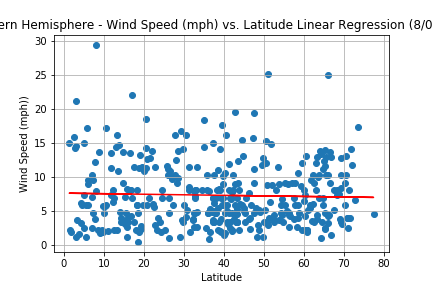 ern Hemisphere - Wind Speed (mph) vs. Latitude Linear Regression (8/0
30
25
20
15
10
5
0
Wind Speed (mph))
0 10 20 30 40 50 60 70 80
Latitude